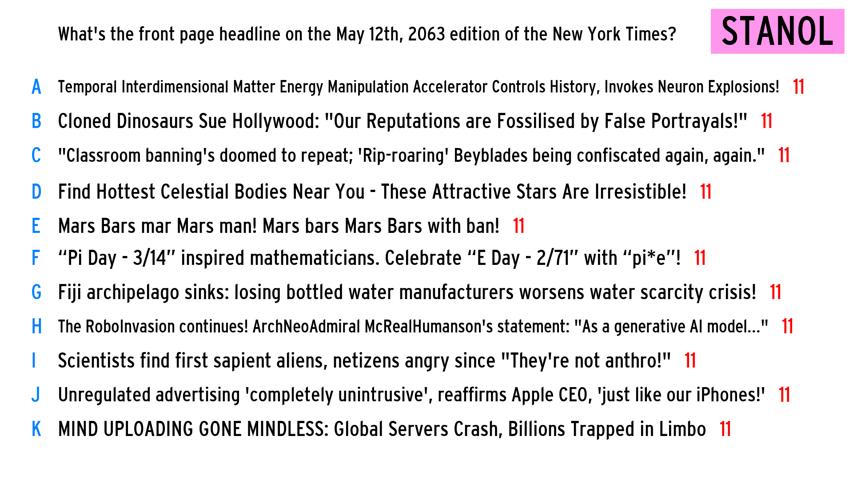 What's the front page headline on the May 12th, 2063 edition of the New York Times?
STANOL
A Temporal Interdimensional Matter Energy Manipulation Accelerator Controls History, Invokes Neuron Explosions! 11
B Cloned Dinosaurs Sue Hollywood: "Our Reputations are Fossilised by False Portrayals!" 11
C "Classroom banning's doomed to repeat; 'Rip-roaring' Beyblades being confiscated again, again." 11
D Find Hottest Celestial Bodies Near You - These Attractive Stars Are Irresistible! 11
E Mars Bars mar Mars man! Mars bars Mars Bars with ban! 11
F “Pi Day - 3/14” inspired mathematicians. Celebrate “E Day - 2/71” with “pi*e”! 11
G Fiji archipelago sinks: losing bottled water manufacturers worsens water scarcity crisis! 11
H The RoboInvasion continues! ArchNeoAdmiral McRealHumanson's statement: "As a generative AI model..." 11
I Scientists find first sapient aliens, netizens angry since "They're not anthro!" 11
J Unregulated advertising 'completely unintrusive', reaffirms Apple CEO, 'just like our iPhones!' 11
K MIND UPLOADING GONE MINDLESS: Global Servers Crash, Billions Trapped in Limbo 11